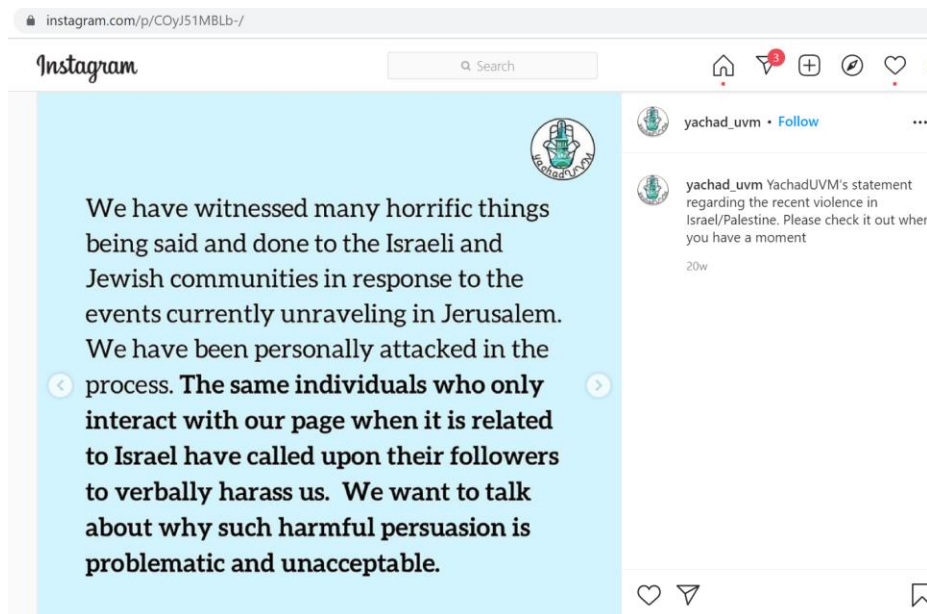 instagram.com/p/COyJ51MBLb-/
Instagram
Search
3
yachadUVM
We have witnessed many horrific things
being said and done to the Israeli and
Jewish communities in response to the
events currently unraveling in Jerusalem.
We have been personally attacked in the
process. The same individuals who only
interact with our page when it is related
to Israel have called upon their followers
to verbally harass us. We want to talk
about why such harmful persuasion is
problematic and unacceptable.
yachad_uvm • Follow
yachad_uvm YachadUVM's statement
regarding the recent violence in
Israel/Palestine. Please check it out when
you have a moment
20w